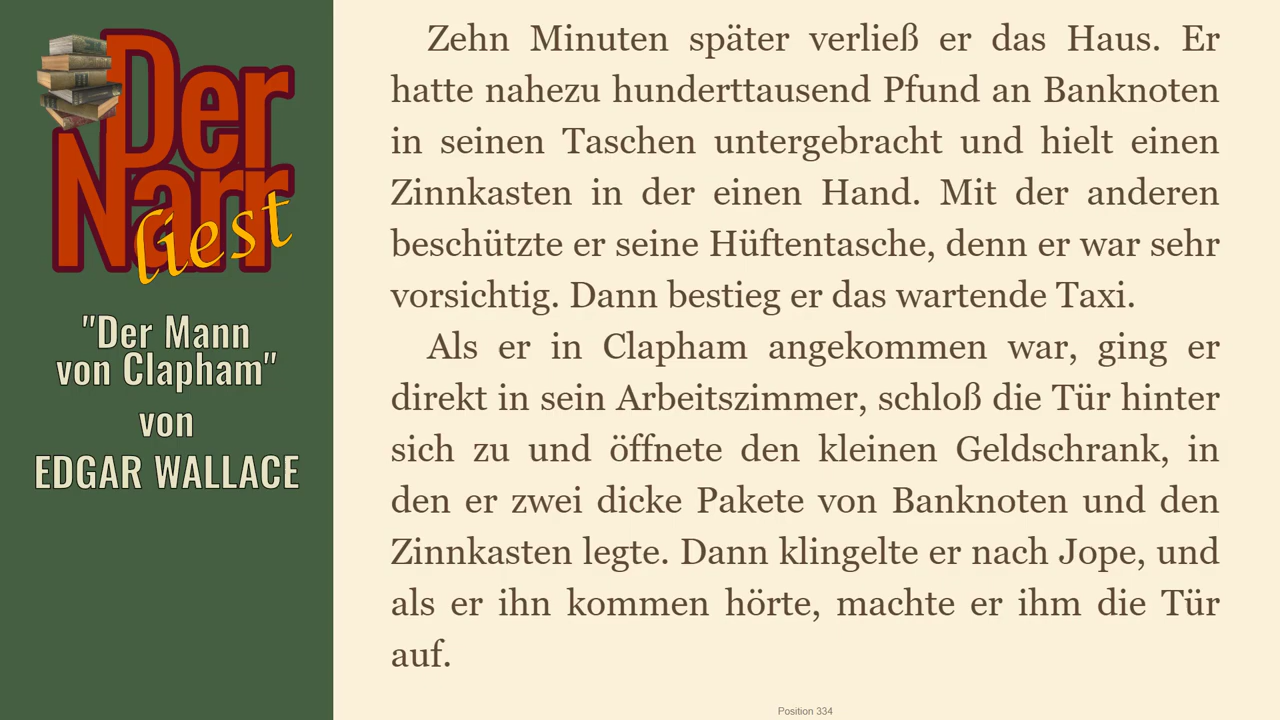 Der
Narr
liest
"Der Mann
von Clapham"
von
EDGAR WALLACE
Zehn Minuten später verließ er das Haus. Er
hatte nahezu hunderttausend Pfund an Banknoten
in seinen Taschen untergebracht und hielt einen
Zinnkasten in der einen Hand. Mit der anderen
beschützte er seine Hüftentasche, denn er war sehr
vorsichtig. Dann bestieg er das wartende Taxi.
Als er in Clapham angekommen war, ging er
direkt in sein Arbeitszimmer, schloß die Tür hinter
sich zu und öffnete den kleinen Geldschrank, in
den er zwei dicke Pakete von Banknoten und den
Zinnkasten legte. Dann klingelte er nach Jope, und
als er ihn kommen hörte, machte er ihm die Tür
auf.
Position 334